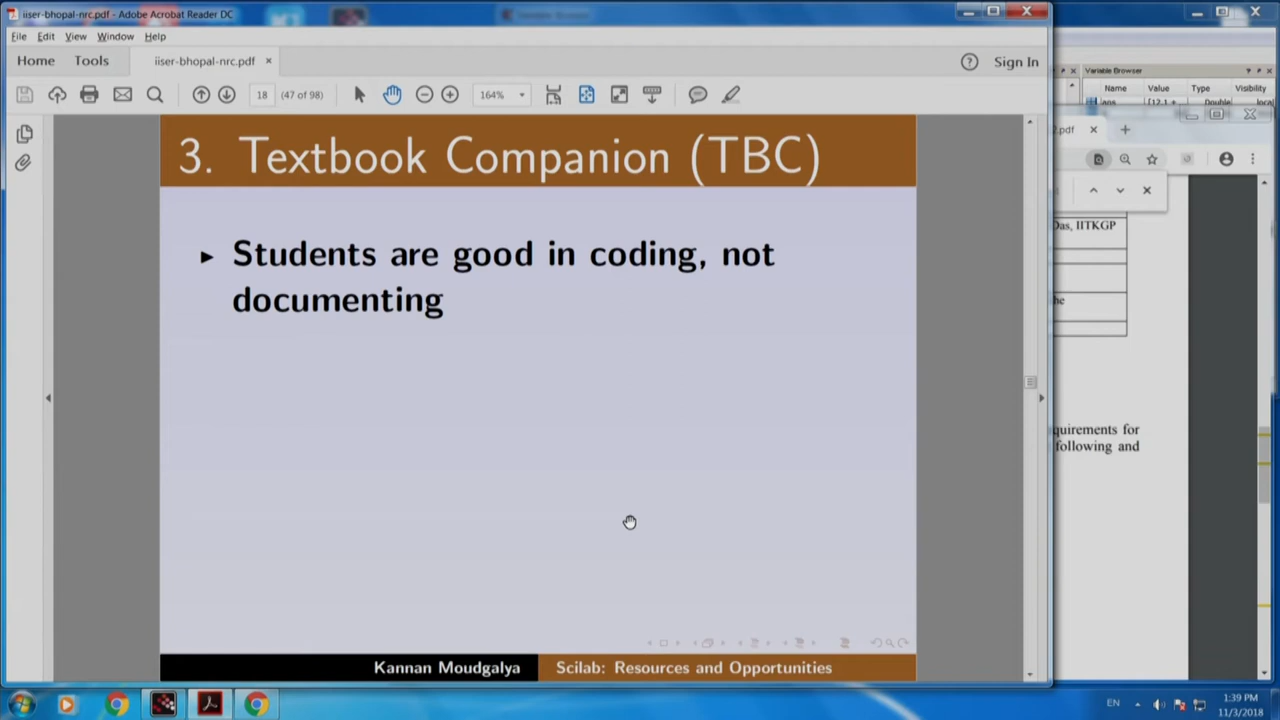 iiser-bhopal-nrc.pdf - Adobe Acrobat Reader DC
File Edit View Window Help
Home Tools iiser-bhopal-nrc.pdf × Sign In
18 (47 of 98) 164%
3. Textbook Companion (TBC)
► Students are good in coding, not
documenting
Kannan Moudgalya Scilab: Resources and Opportunities
Variable Browser
Name Value Type Visibility
Double
.pdf ×
Das, IITKGP
he
quirements for
following and
EN
1:39 PM
11/3/2018